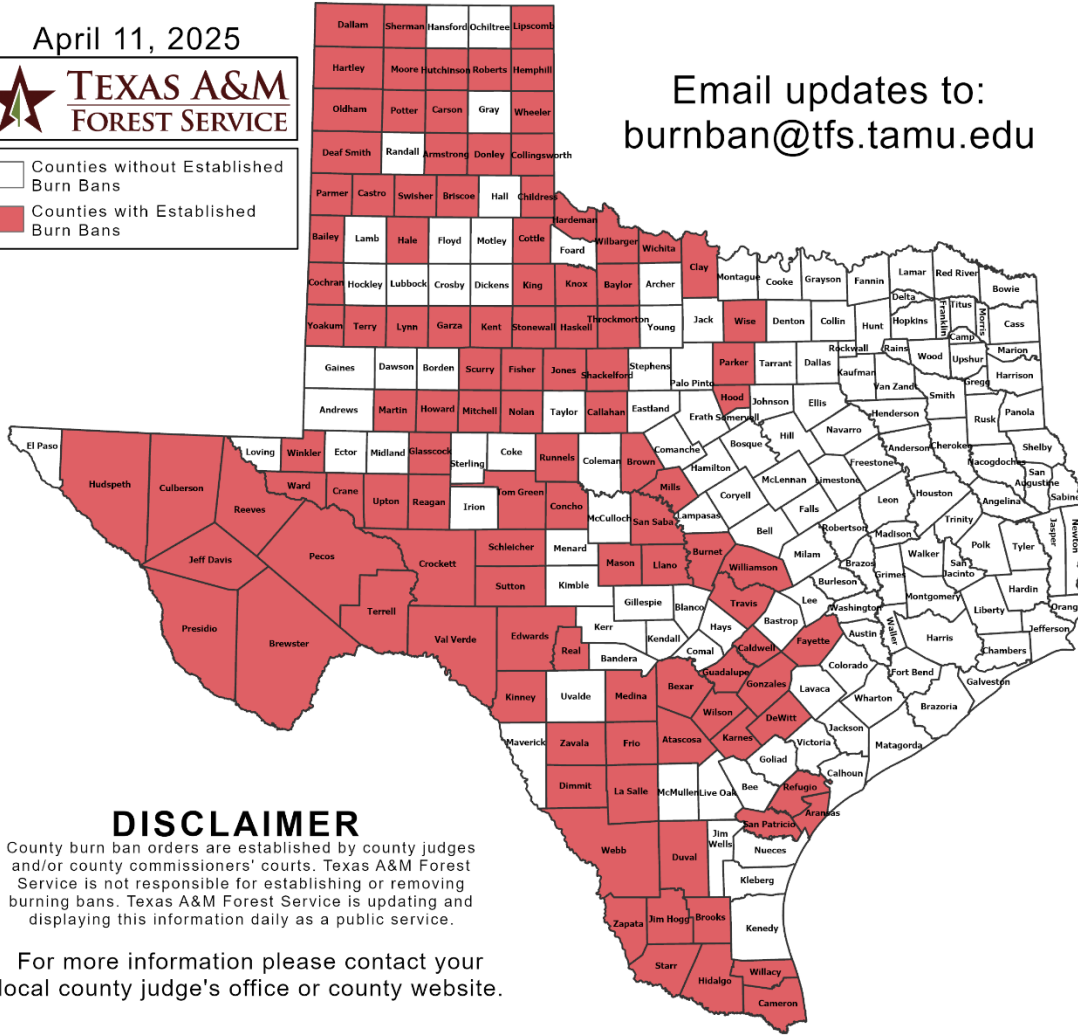 April 11, 2025
TEXAS A&M
FOREST SERVICE
Counties without Established
Burn Bans
Counties with Established
Burn Bans
Email updates to:
burnban@tfs.tamu.edu
Dallam Sherman Hansford Ochiltree Lipscomb
Hartley Moore Hutchinson Roberts Hemphill
Oldham Potter Carson Gray Wheeler
Deaf Smith Randall Armstrong Donley Collingsworth
Parmer Castro Swisher Briscoe Hall Childress
Hardeman
Bailey Lamb Hale Floyd Motley Cottle Foard Wilbarger Wichita
Clay
Cochran Hockley Lubbock Crosby Dickens King Knox Baylor Archer Montague Cooke Grayson Fannin Lamar Red River Bowie
Delta Titus
Yoakum Terry Lynn Garza Kent Stonewall Haskell Throckmorton Young Jack Wise Denton Collin Hunt Hopkins Franklin Morris Cass
Camp
Rockwall Rains Wood Upshur Marion
Gaines Dawson Borden Scurry Fisher Jones Shackelford Stephens Palo Pinto Parker Tarrant Dallas Kaufman Van Zandt Gregg Harrison
Smith
Andrews Martin Howard Mitchell Nolan Taylor Callahan Eastland Erath Hood Somervell Johnson Ellis Henderson Rusk Panola
Navarro
El Paso Loving Winkler Ector Midland Glasscock Sterling Coke Runnels Coleman Brown Comanche Bosque Hill Anderson Cherokee Shelby
Hamilton Freestone Nacogdoches San
Augustine
Hudspeth Culberson Reeves Ward Crane Upton Reagan Irion Tom Green Concho Mills Coryell McLennan Limestone Leon Houston Angelina Sabine
McCulloch San Saba Lampasas Bell Falls Robertson Madison Trinity Jasper Newton
Jeff Davis Pecos Crockett Schleicher Menard Mason Llano Burnet Williamson Milam Brazos Grimes Walker San
Jacinto Polk Tyler
Sutton Kimble Burleson Montgomery Hardin
Terrell Gillespie Blanco Travis Lee Washington Liberty Orang
Presidio Brewster Val Verde Edwards Real Kerr Kendall Hays Bastrop Austin Waller Harris Jefferson
Bandera Comal Caldwell Fayette Colorado Chambers
Kinney Uvalde Medina Bexar Guadalupe Gonzales Lavaca Fort Bend Galveston
Wilson DeWitt Wharton Brazoria
Maverick Zavala Frio Atascosa Karnes Victoria Jackson Matagorda
Goliad Calhoun
Dimmit La Salle McMullen Live Oak Bee Refugio
Aransas
San Patricio
Webb Duval Jim
Wells Nueces
Kleberg
Zapata Jim Hogg Brooks Kenedy
Starr Hidalgo Willacy
Cameron
DISCLAIMER
County burn ban orders are established by county judges
and/or county commissioners' courts. Texas A&M Forest
Service is not responsible for establishing or removing
burning bans. Texas A&M Forest Service is updating and
displaying this information daily as a public service.
For more information please contact your
local county judge's office or county website.